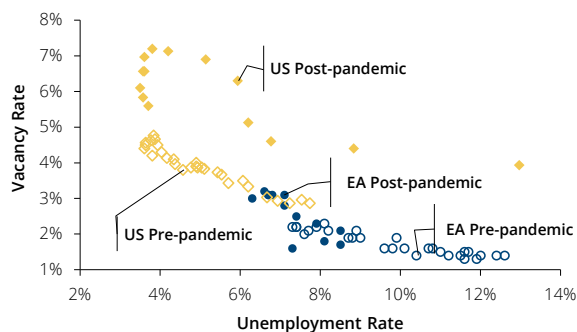 8%
7%
6%
5%
4%
3%
2%
1%
Vacancy Rate
US Post-pandemic
EA Post-pandemic
US Pre-pandemic
EA Pre-pandemic
2%
4%
6%
8%
10%
12%
14%
Unemployment Rate